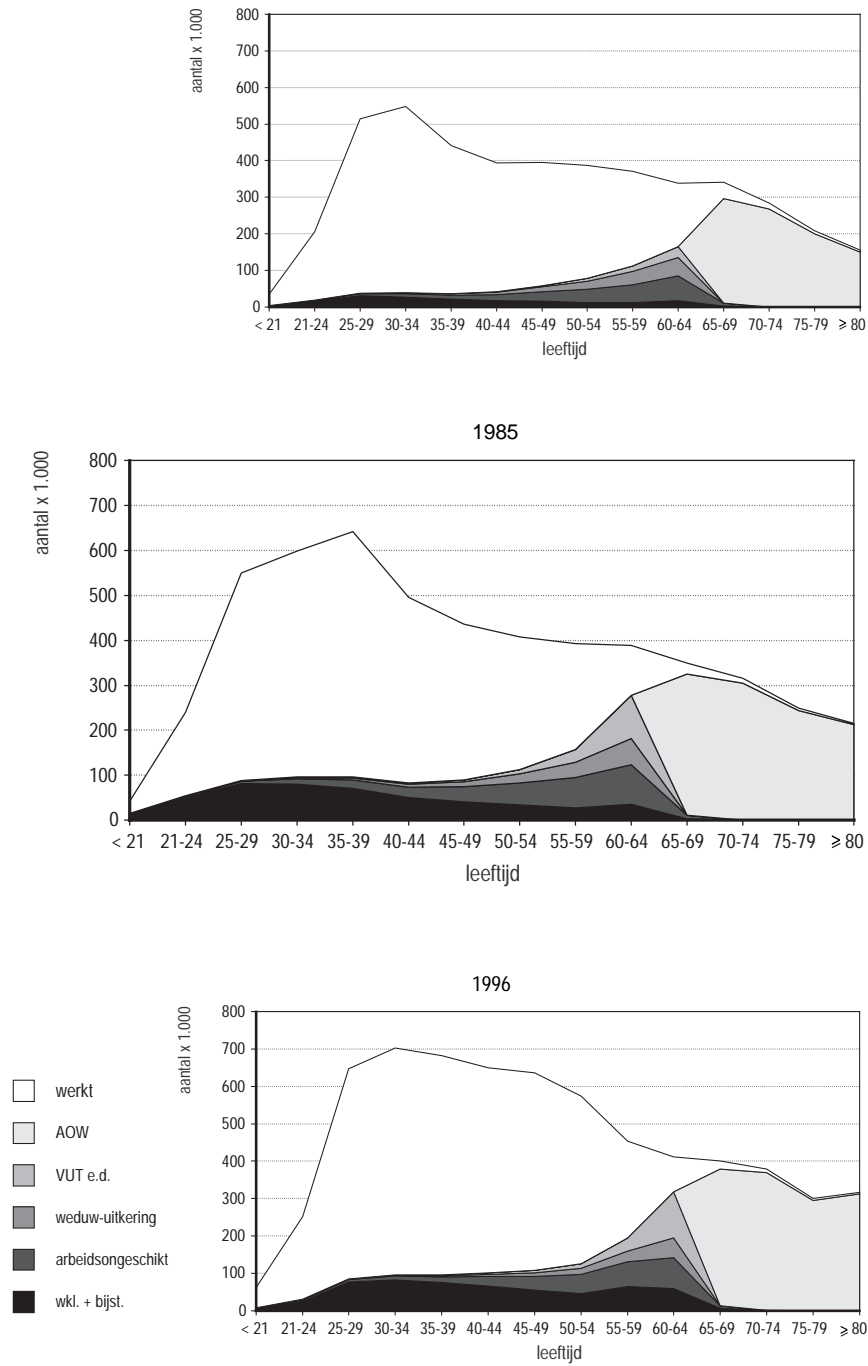 aantal x 1.000
800
700
600
500
400
300
200
100
0
< 21 21-24 25-29 30-34 35-39 40-44 45-49 50-54 55-59 60-64 65-69 70-74 75-79 ≥ 80
leeftijd
1985
aantal x 1.000
800
700
600
500
400
300
200
100
0
< 21 21-24 25-29 30-34 35-39 40-44 45-49 50-54 55-59 60-64 65-69 70-74 75-79 ≥ 80
leeftijd
1996
aantal x 1.000
800
700
600
500
400
300
200
100
0
< 21 21-24 25-29 30-34 35-39 40-44 45-49 50-54 55-59 60-64 65-69 70-74 75-79 ≥ 80
leeftijd
werkt
AOW
VUT e.d.
weduw-uitkering
arbeidsongeschikt
wkl. + bijst.